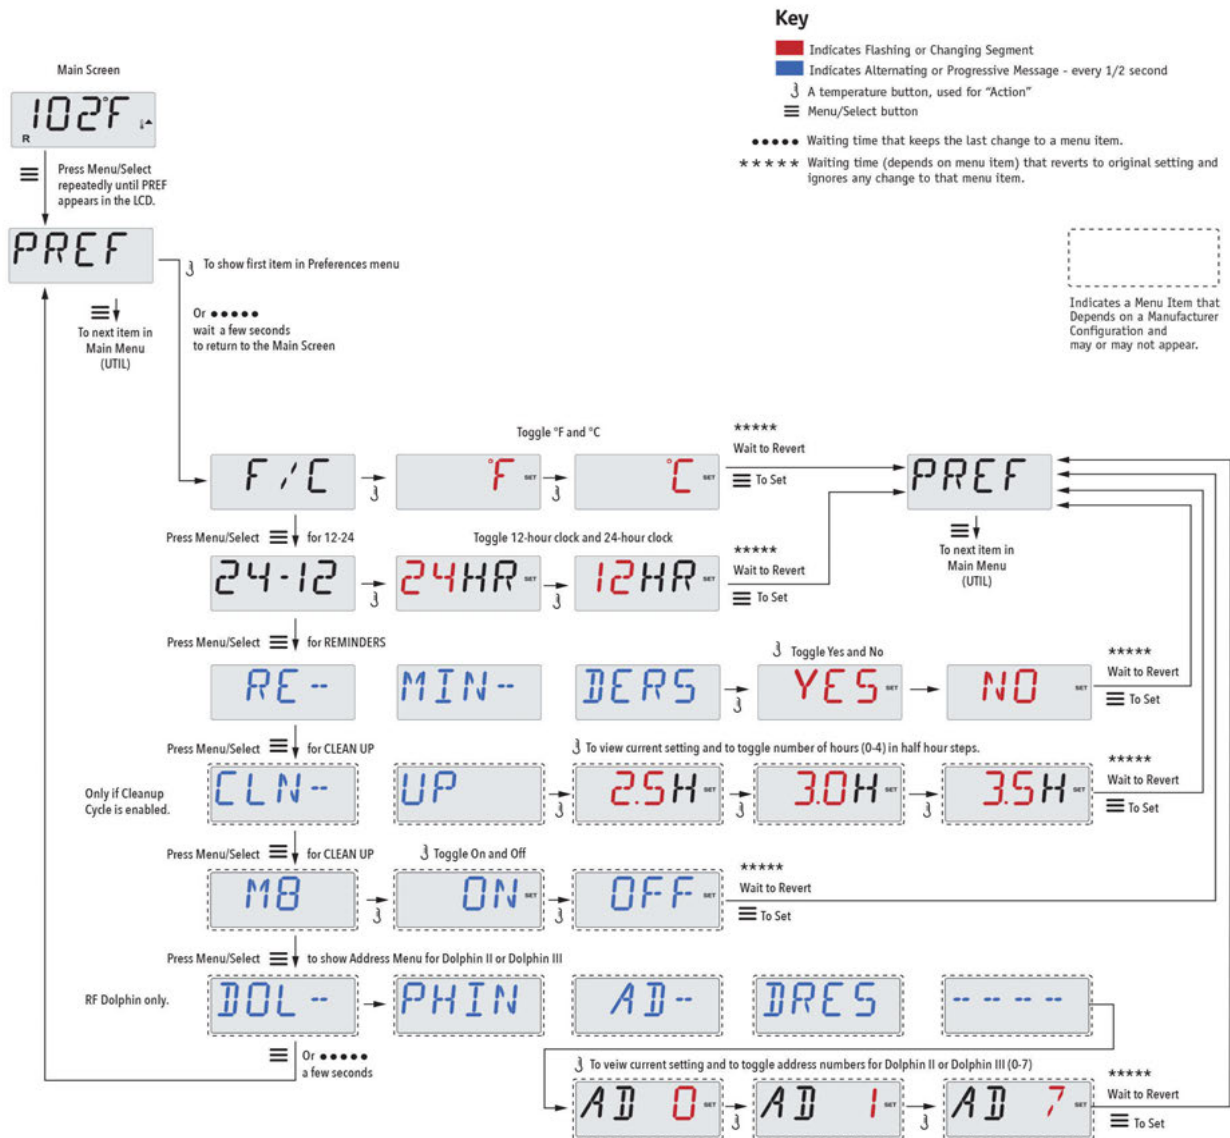 Key
Indicates Flashing or Changing Segment
Indicates Alternating or Progressive Message - every 1/2 second
A temperature button, used for "Action"
Menu/Select button
••••• Waiting time that keeps the last change to a menu item.
***** Waiting time (depends on menu item) that reverts to original setting and
ignores any change to that menu item.
Indicates a Menu Item that
Depends on a Manufacturer
Configuration and
may or may not appear.
Main Screen
102°F
R
Press Menu/Select
repeatedly until PREF
appears in the LCD.
PREF
To show first item in Preferences menu
Or •••••
wait a few seconds
to return to the Main Screen
To next item in
Main Menu
(UTIL)
Toggle °F and °C
F/C
°F SET
°C SET
*****
Wait to Revert
To Set
PREF
To next item in
Main Menu
(UTIL)
Press Menu/Select for 12-24
Toggle 12-hour clock and 24-hour clock
24-12
24HR SET
12HR SET
*****
Wait to Revert
To Set
Press Menu/Select for REMINDERS
Toggle Yes and No
RE-- MIN-- DERS
YES SET
NO SET
*****
Wait to Revert
To Set
Press Menu/Select for CLEAN UP
To view current setting and to toggle number of hours (0-4) in half hour steps.
Only if Cleanup
Cycle is enabled.
CLN-- UP
2.5H SET
3.0H SET
3.5H SET
*****
Wait to Revert
To Set
Press Menu/Select for CLEAN UP
Toggle On and Off
M8
ON SET
OFF SET
*****
Wait to Revert
To Set
Press Menu/Select to show Address Menu for Dolphin II or Dolphin III
RF Dolphin only.
DOL-- PHIN AD-- DRES ----
Or •••••
a few seconds
To veiw current setting and to toggle address numbers for Dolphin II or Dolphin III (0-7)
AD 0 SET
AD 1 SET
AD 7 SET
*****
Wait to Revert
To Set